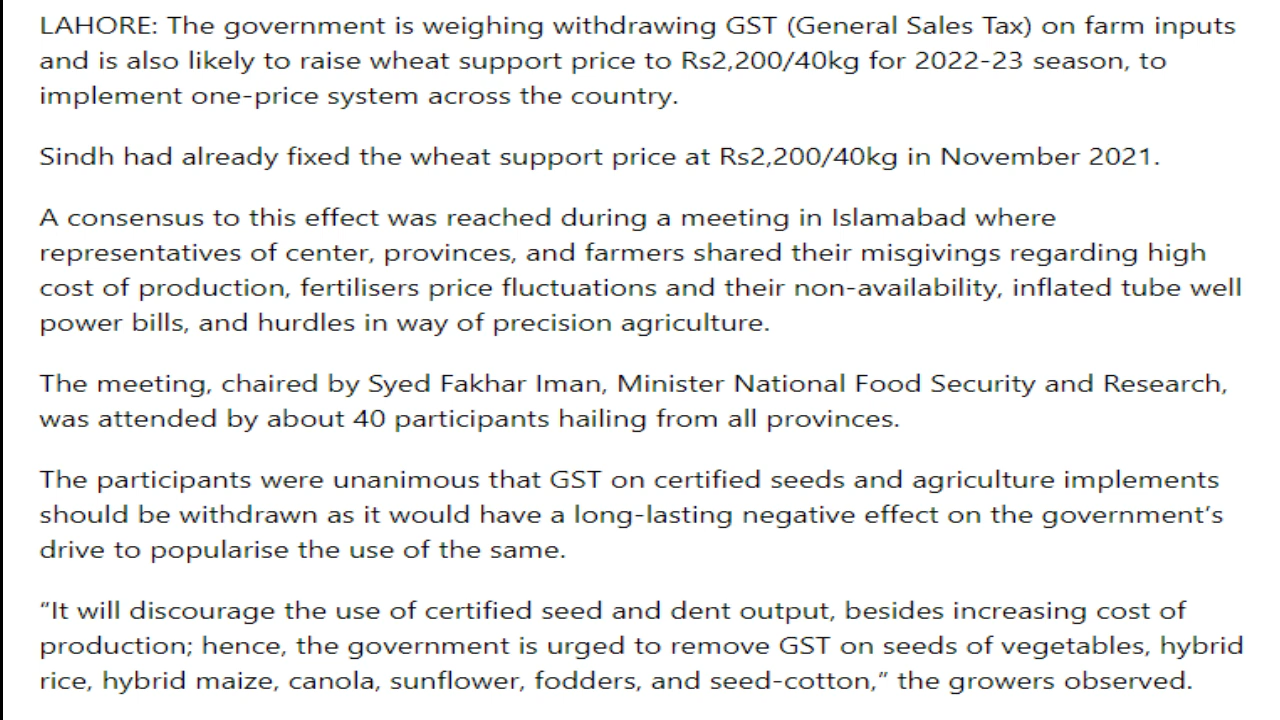 LAHORE: The government is weighing withdrawing GST (General Sales Tax) on farm inputs
and is also likely to raise wheat support price to Rs2,200/40kg for 2022-23 season, to
implement one-price system across the country.
Sindh had already fixed the wheat support price at Rs2,200/40kg in November 2021.
A consensus to this effect was reached during a meeting in Islamabad where
representatives of center, provinces, and farmers shared their misgivings regarding high
cost of production, fertilisers price fluctuations and their non-availability, inflated tube well
power bills, and hurdles in way of precision agriculture.
The meeting, chaired by Syed Fakhar Iman, Minister National Food Security and Research,
was attended by about 40 participants hailing from all provinces.
The participants were unanimous that GST on certified seeds and agriculture implements
should be withdrawn as it would have a long-lasting negative effect on the government’s
drive to popularise the use of the same.
“It will discourage the use of certified seed and dent output, besides increasing cost of
production; hence, the government is urged to remove GST on seeds of vegetables, hybrid
rice, hybrid maize, canola, sunflower, fodders, and seed-cotton,” the growers observed.